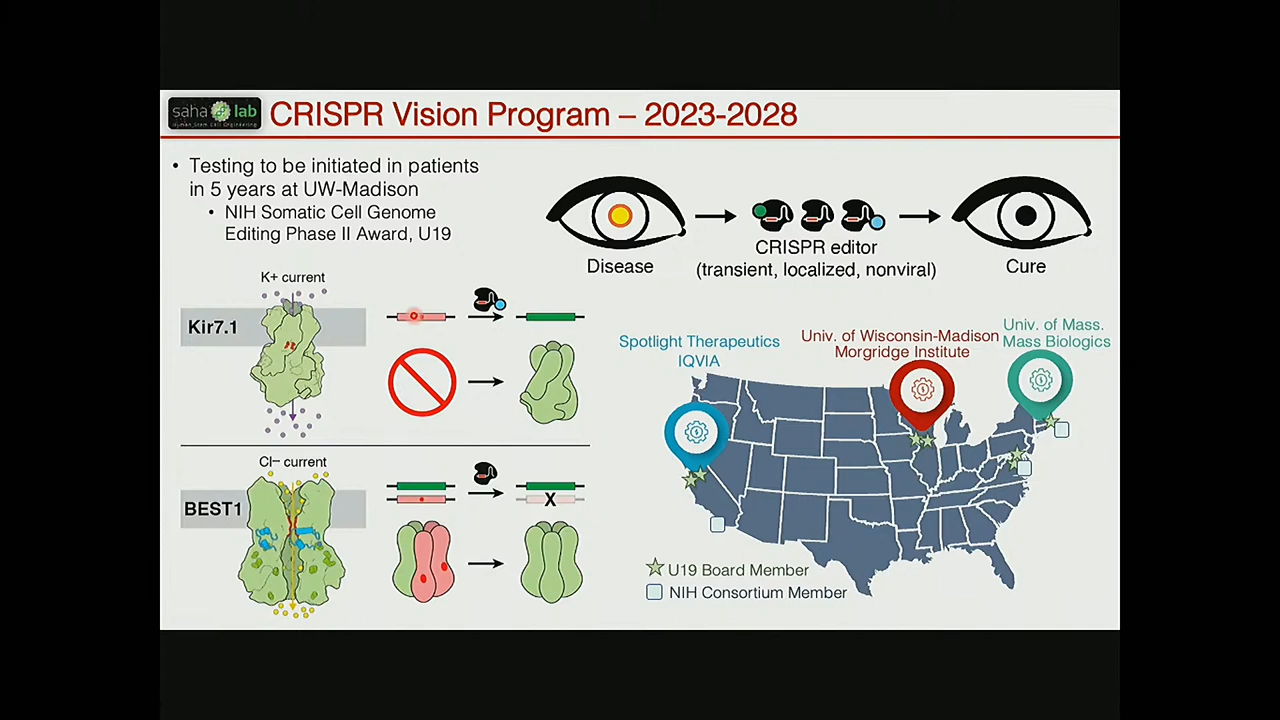 saha lab
Human Stem Cell Engineering
CRISPR Vision Program – 2023-2028
• Testing to be initiated in patients
in 5 years at UW-Madison
• NIH Somatic Cell Genome
Editing Phase II Award, U19
Disease
CRISPR editor
(transient, localized, nonviral)
Cure
K+ current
Kir7.1
Cl– current
BEST1
X
Spotlight Therapeutics
IQVIA
Univ. of Wisconsin-Madison
Morgridge Institute
Univ. of Mass.
Mass Biologics
U19 Board Member
NIH Consortium Member